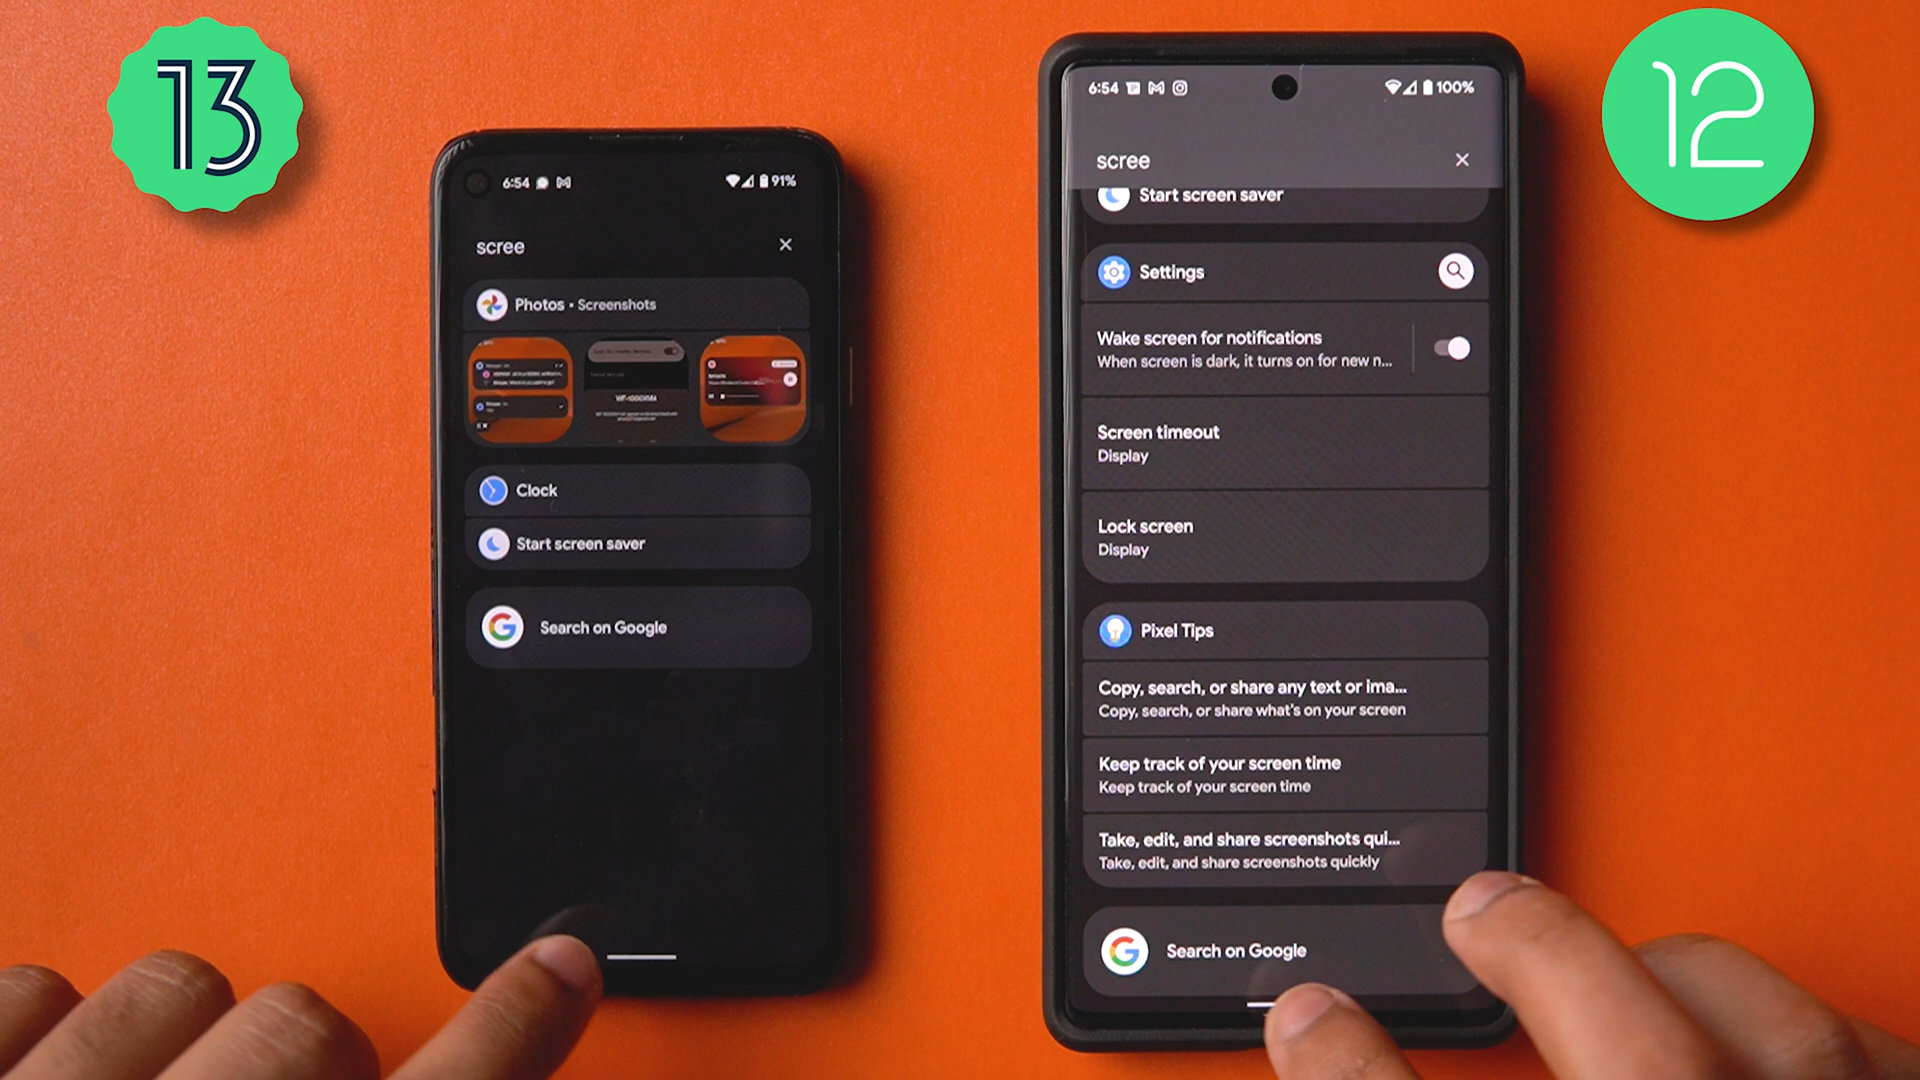 13
6:54
91%
scree
Photos • Screenshots
WF-1000XM4
Clock
Start screen saver
Search on Google
12
6:54
100%
scree
Start screen saver
Settings
Wake screen for notifications
When screen is dark, it turns on for new n...
Screen timeout
Display
Lock screen
Display
Pixel Tips
Copy, search, or share any text or ima...
Copy, search, or share what's on your screen
Keep track of your screen time
Keep track of your screen time
Take, edit, and share screenshots qui...
Take, edit, and share screenshots quickly
Search on Google